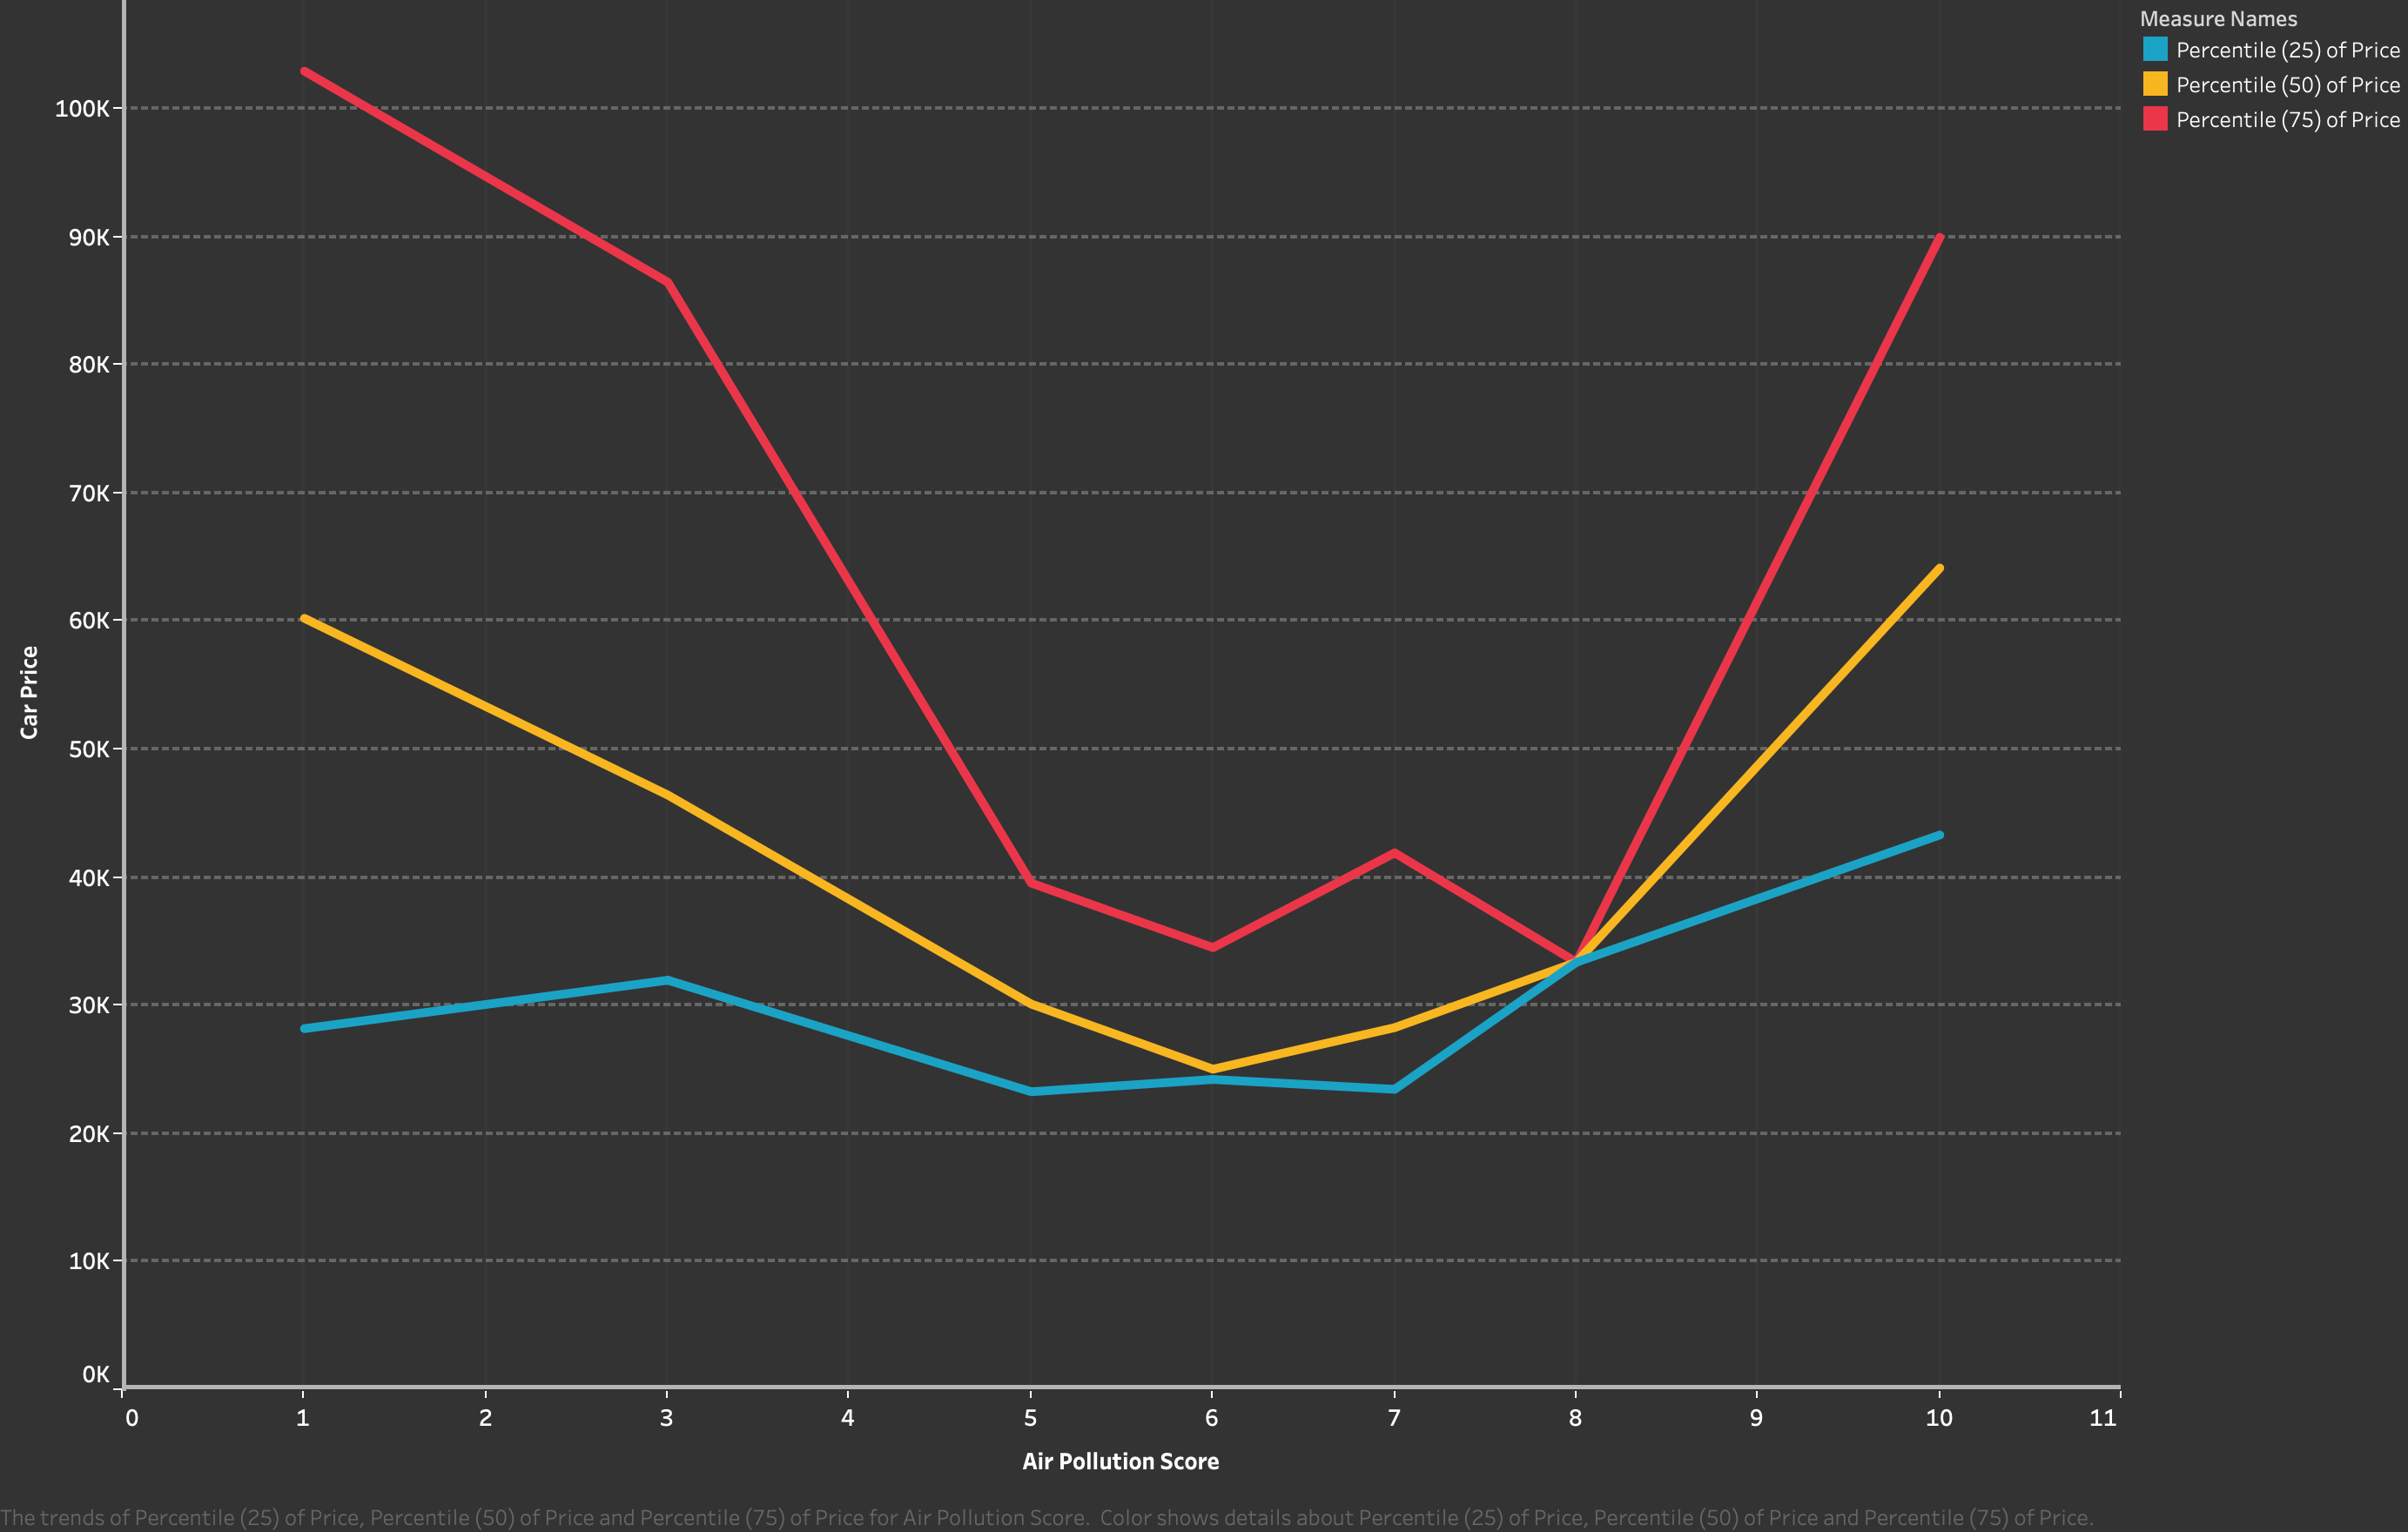 Measure Names
Percentile (25) of Price
Percentile (50) of Price
Percentile (75) of Price
100K
90K
80K
70K
60K
50K
40K
30K
20K
10K
0K
Car Price
0 1 2 3 4 5 6 7 8 9 10 11
Air Pollution Score
The trends of Percentile (25) of Price, Percentile (50) of Price and Percentile (75) of Price for Air Pollution Score.  Color shows details about Percentile (25) of Price, Percentile (50) of Price and Percentile (75) of Price.